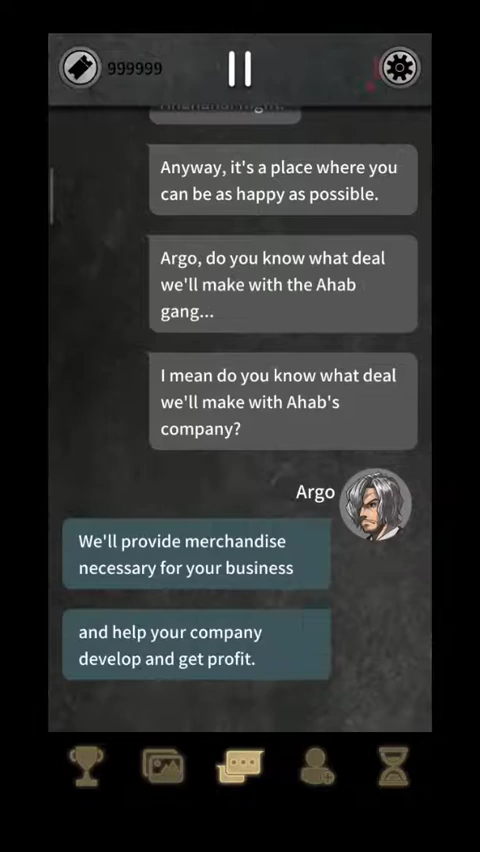 999999
Anyway, it's a place where you
can be as happy as possible.
Argo, do you know what deal
we'll make with the Ahab
gang...
I mean do you know what deal
we'll make with Ahab's
company?
Argo
We'll provide merchandise
necessary for your business
and help your company
develop and get profit.